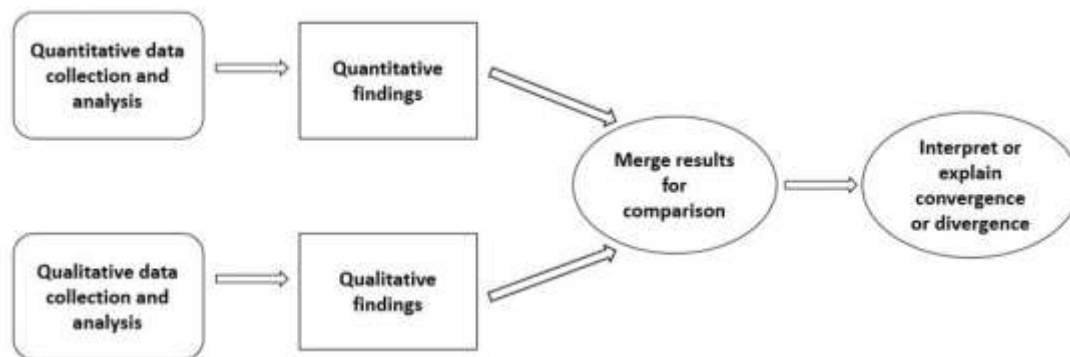 Quantitative data
collection and
analysis
Quantitative
findings
Qualitative data
collection and
analysis
Qualitative
findings
Merge results
for
comparison
Interpret or
explain
convergence
or divergence